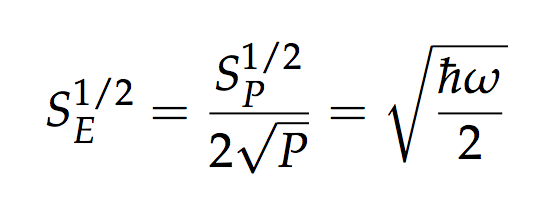 S_E^{1/2} = \frac{S_P^{1/2}}{2\sqrt{P}} = \sqrt{\frac{\hbar\omega}{2}}